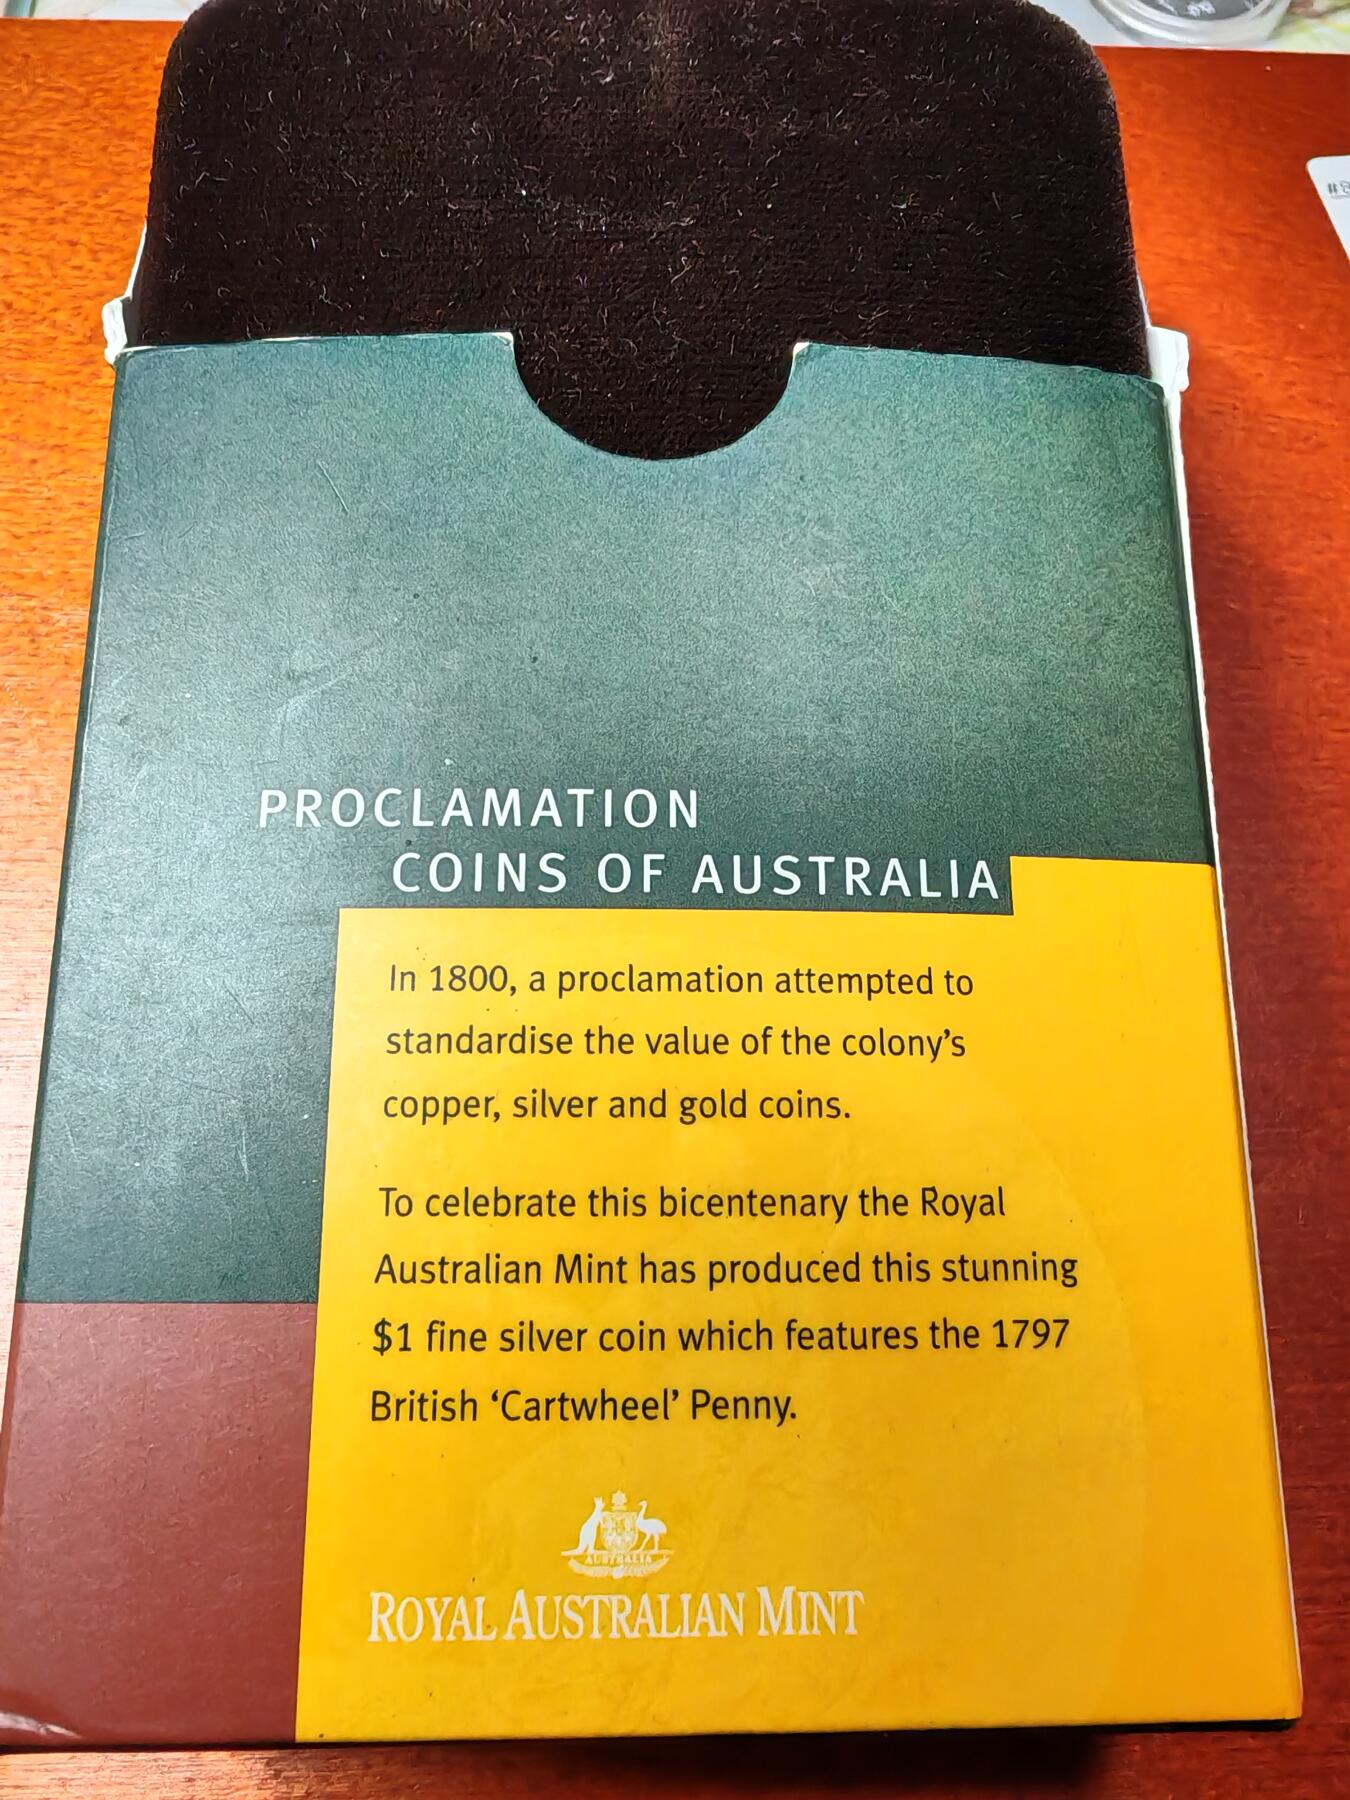 PROCLAMATION
COINS OF AUSTRALIA
In 1800, a proclamation attempted to
standardise the value of the colony's
copper, silver and gold coins.
To celebrate this bicentenary the Royal
Australian Mint has produced this stunning
$1 fine silver coin which features the 1797
British 'Cartwheel' Penny.
AUSTRALIA
ROYAL AUSTRALIAN MINT